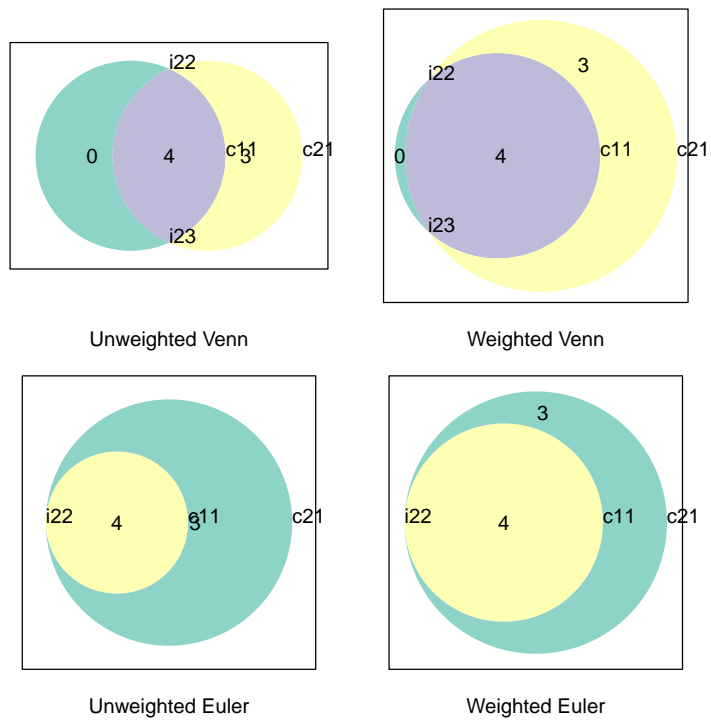 i22
0 4 c11 3 c21
i23
Unweighted Venn
3
i22
0 4 c11 c21
i23
Weighted Venn
i22 4 c11 3 c21
Unweighted Euler
3
i22 4 c11 c21
Weighted Euler